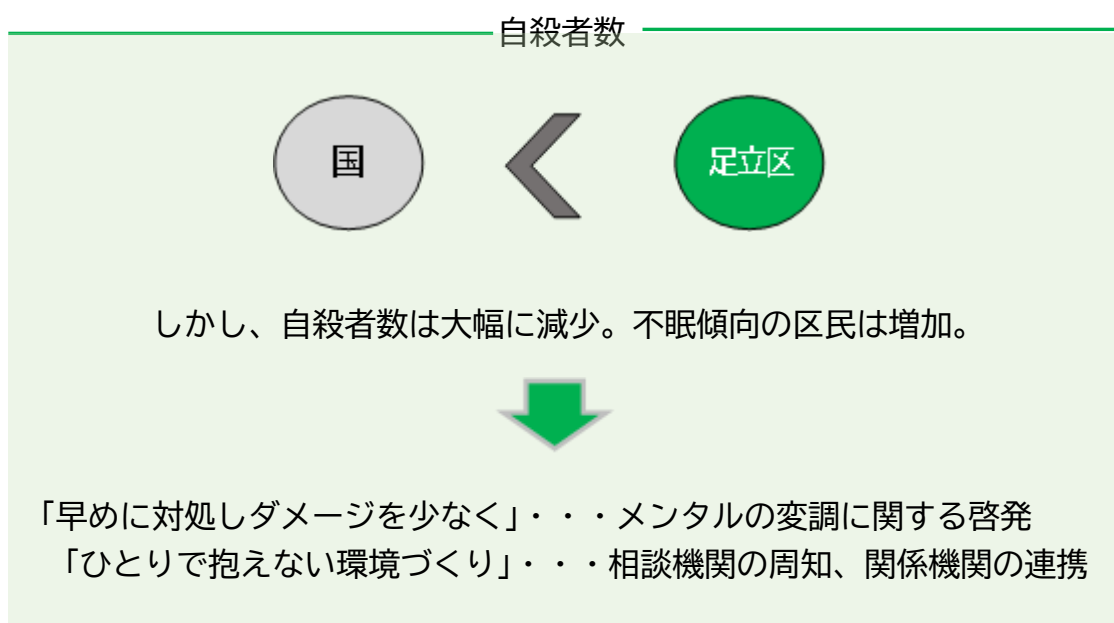 自殺者数
国
足立区
しかし、自殺者数は大幅に減少。不眠傾向の区民は増加。
「早めに対処しダメージを少なく」・・・メンタルの変調に関する啓発
「ひとりで抱えない環境づくり」・・・相談機関の周知、関係機関の連携